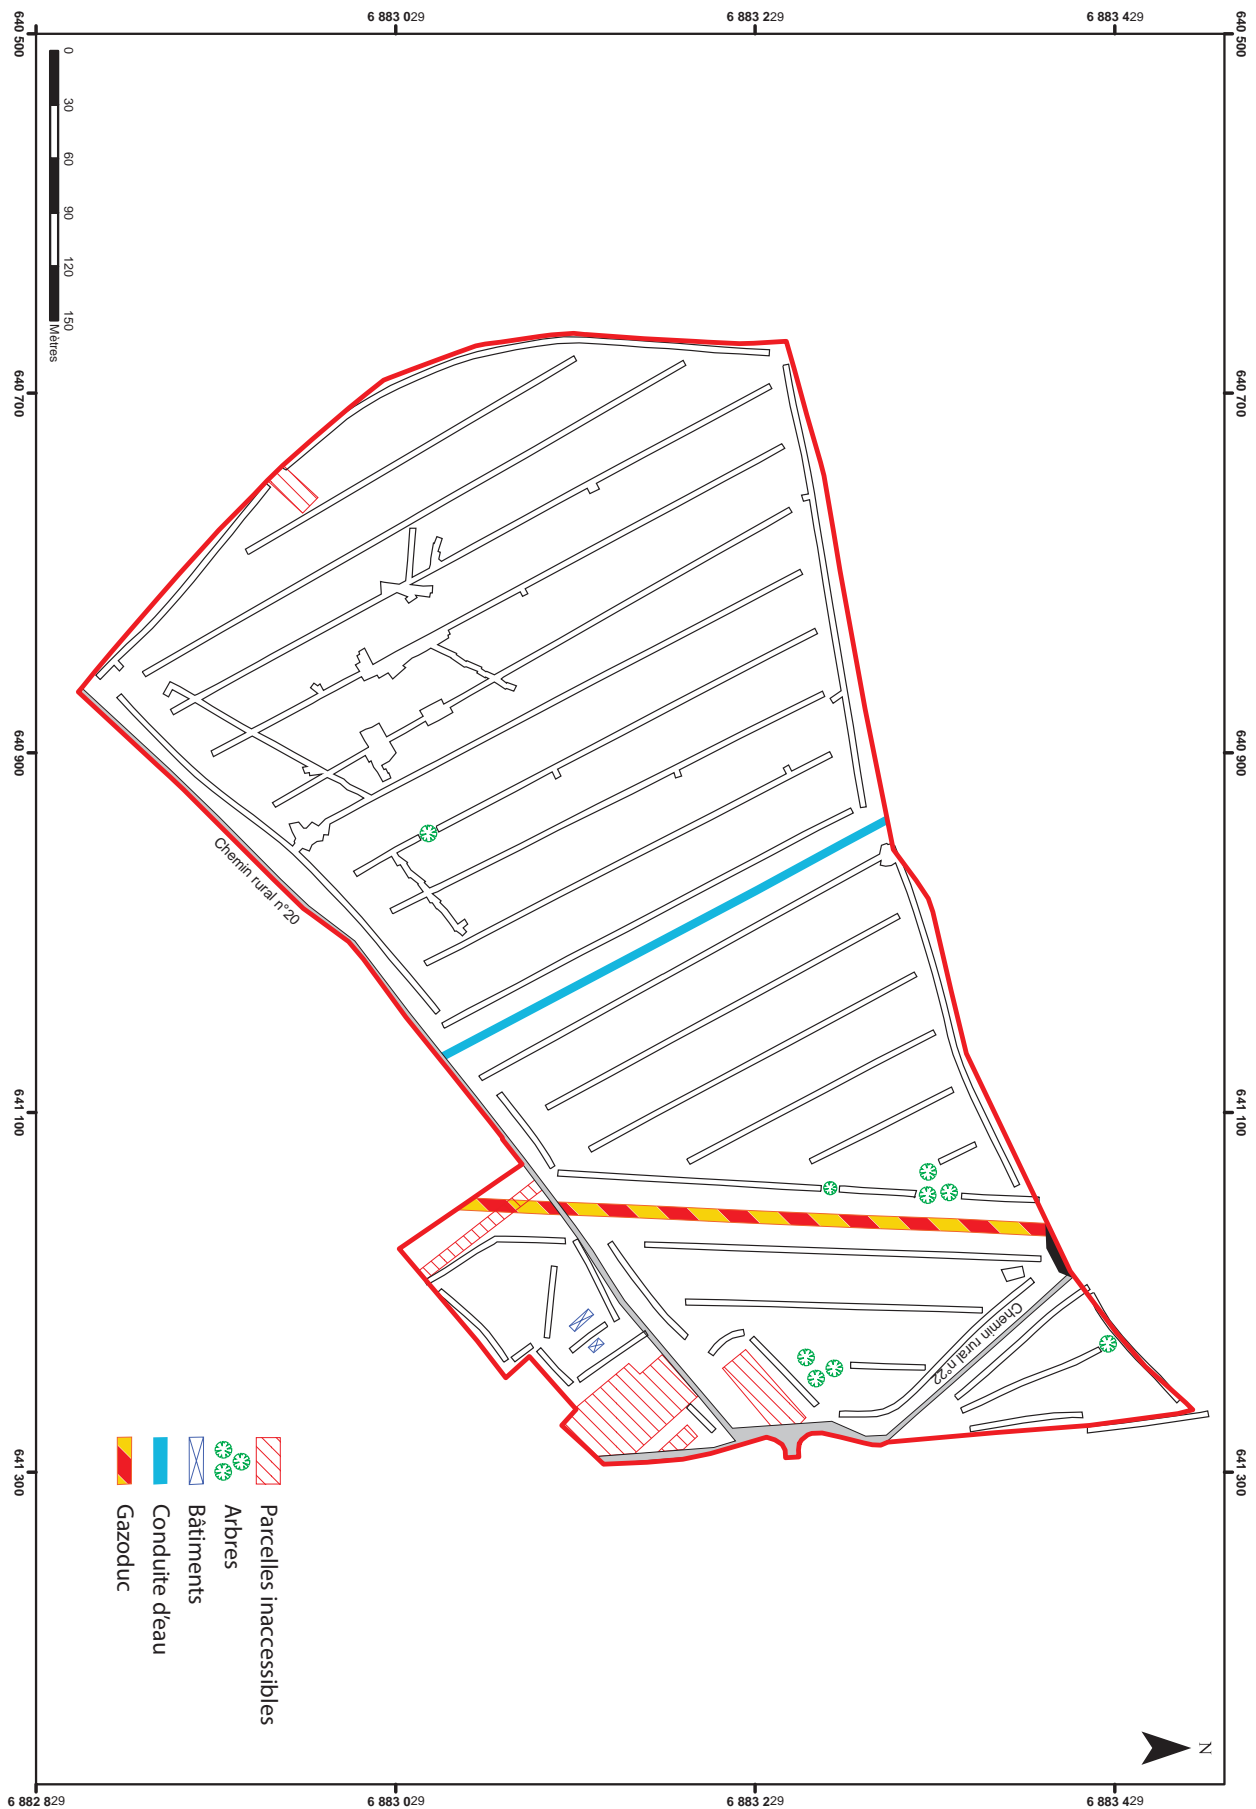 6 883 029
6 883 229
6 883 429
640 500
640 500
0
30
60
90
120
150
Mètres
640 700
640 700
640 900
640 900
Chemin rural n°20
641 100
641 100
Chemin rural n°22
641 300
641 300
Parcelles inaccessibles
Arbres
Bâtiments
Conduite d'eau
Gazoduc
N
6 882 829
6 883 029
6 883 229
6 883 429